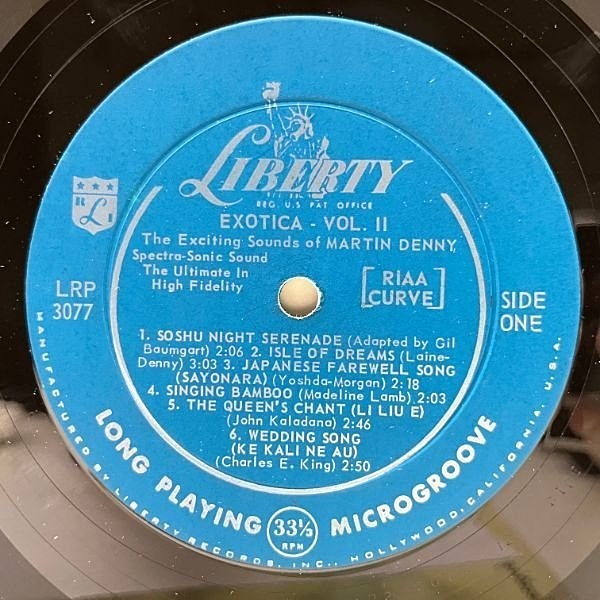 LIBERTY
REG. U.S. PAT OFFICE
R L I
EXOTICA - VOL. II
The Exciting Sounds of MARTIN DENNY
Spectra-Sonic Sound
The Ultimate In
High Fidelity
[RIAA
CURVE]
LRP
3077
SIDE
ONE
1. SOSHU NIGHT SERENADE (Adapted by Gil
Baumgart) 2:06 2. ISLE OF DREAMS (Laine-
Denny) 3:03 3. JAPANESE FAREWELL SONG
(SAYONARA) (Yoshda-Morgan) 2:18
4. SINGING BAMBOO (Madeline Lamb) 2:03
5. THE QUEEN'S CHANT (LI LIU E)
(John Kaladana) 2:46
6. WEDDING SONG
(KE KALI NE AU)
(Charles E. King) 2:50
LONG PLAYING 33⅓ RPM MICROGROOVE
MANUFACTURED BY LIBERTY RECORDS, INC., HOLLYWOOD, CALIFORNIA, U.S.A.